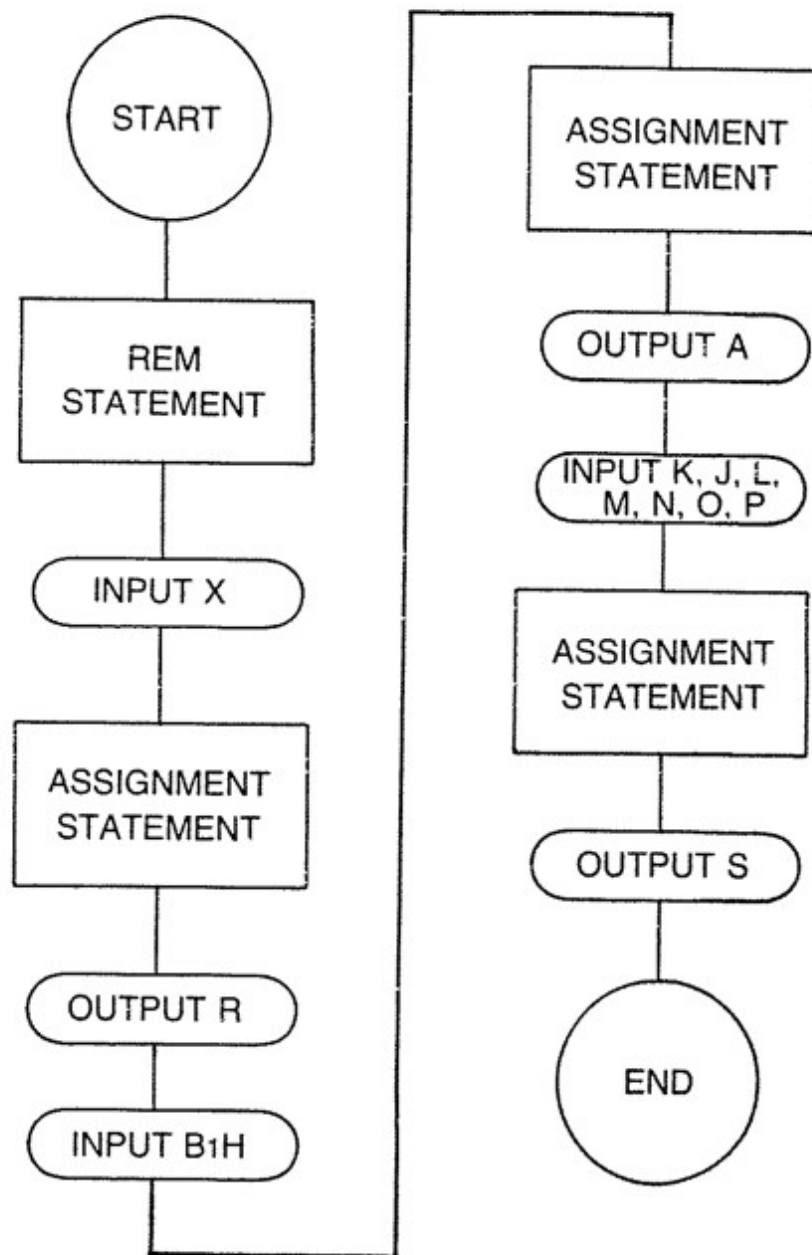 START
REM
STATEMENT
INPUT X
ASSIGNMENT
STATEMENT
OUTPUT R
INPUT B1H
ASSIGNMENT
STATEMENT
OUTPUT A
INPUT K, J, L,
M, N, O, P
ASSIGNMENT
STATEMENT
OUTPUT S
END